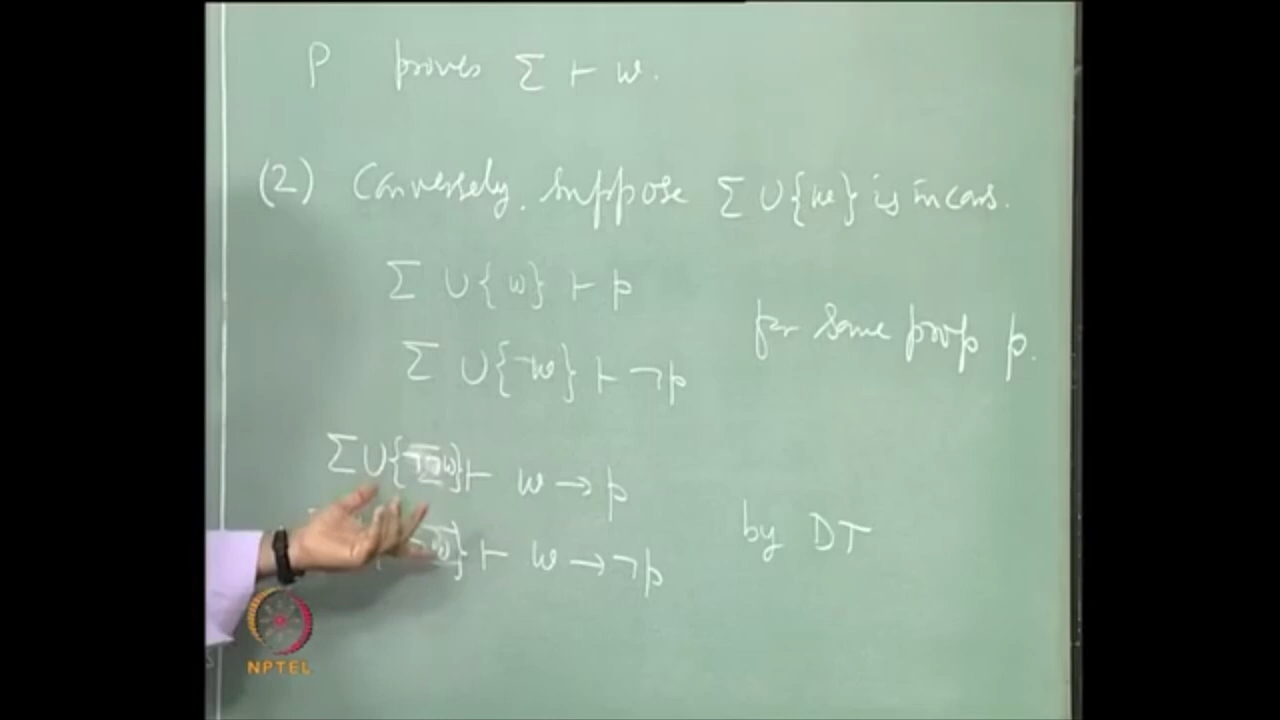 P proves Σ ⊢ w.
(2) Conversely, suppose Σ ∪ {w} is incons.
Σ ∪ {w} ⊢ p
for some prop p.
Σ ∪ {¬w} ⊢ ¬p
Σ ∪ {¬¬w} ⊢ w → p
by DT
w} ⊢ w → ¬p
NPTEL